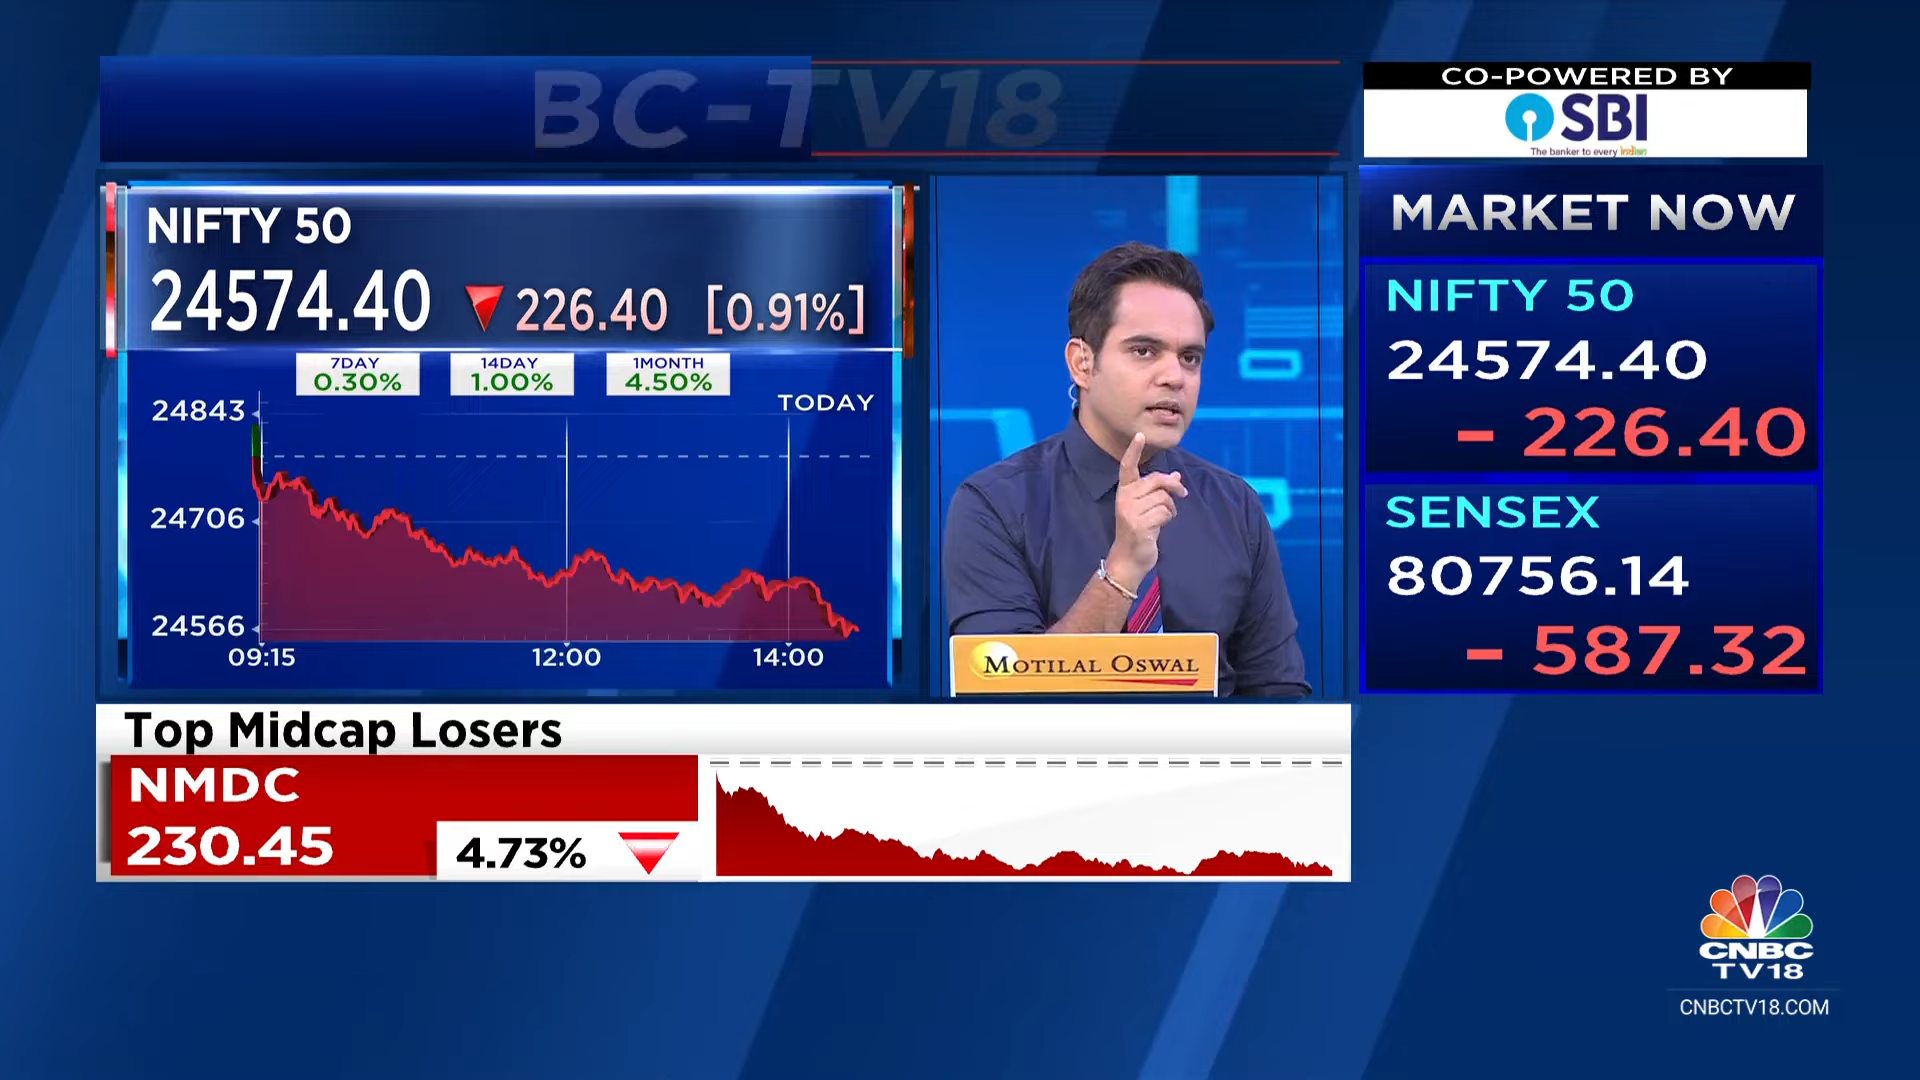 BC-TV18
CO-POWERED BY
SBI
The banker to every indian
NIFTY 50
24574.40 226.40 [0.91%]
7DAY
0.30%
14DAY
1.00%
1MONTH
4.50%
TODAY
24843
24706
24566
09:15 12:00 14:00
MOTILAL OSWAL
MARKET NOW
NIFTY 50
24574.40
- 226.40
SENSEX
80756.14
- 587.32
Top Midcap Losers
NMDC
230.45
4.73%
CNBC
TV18
CNBCTV18.COM